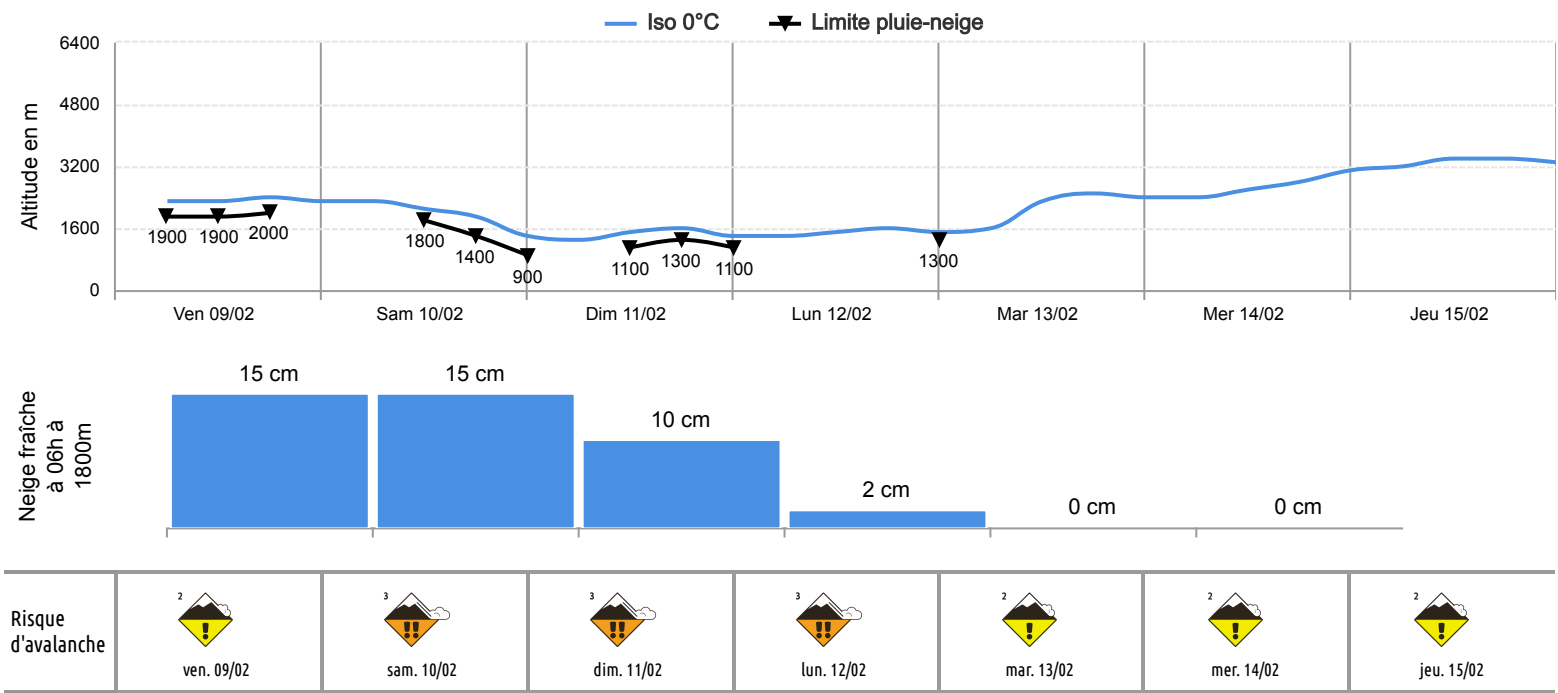 Iso 0°C Limite pluie-neige
Altitude en m
6400
4800
3200
1600
0
1900 1900 2000 1800 1400 900 1100 1300 1100 1300
Ven 09/02 Sam 10/02 Dim 11/02 Lun 12/02 Mar 13/02 Mer 14/02 Jeu 15/02
Neige fraîche
à 06h à
1800m
15 cm 15 cm 10 cm 2 cm 0 cm 0 cm
Risque
d'avalanche
2 3 3 3 2 2 2
! !! !! !! ! ! !
ven. 09/02 sam. 10/02 dim. 11/02 lun. 12/02 mar. 13/02 mer. 14/02 jeu. 15/02